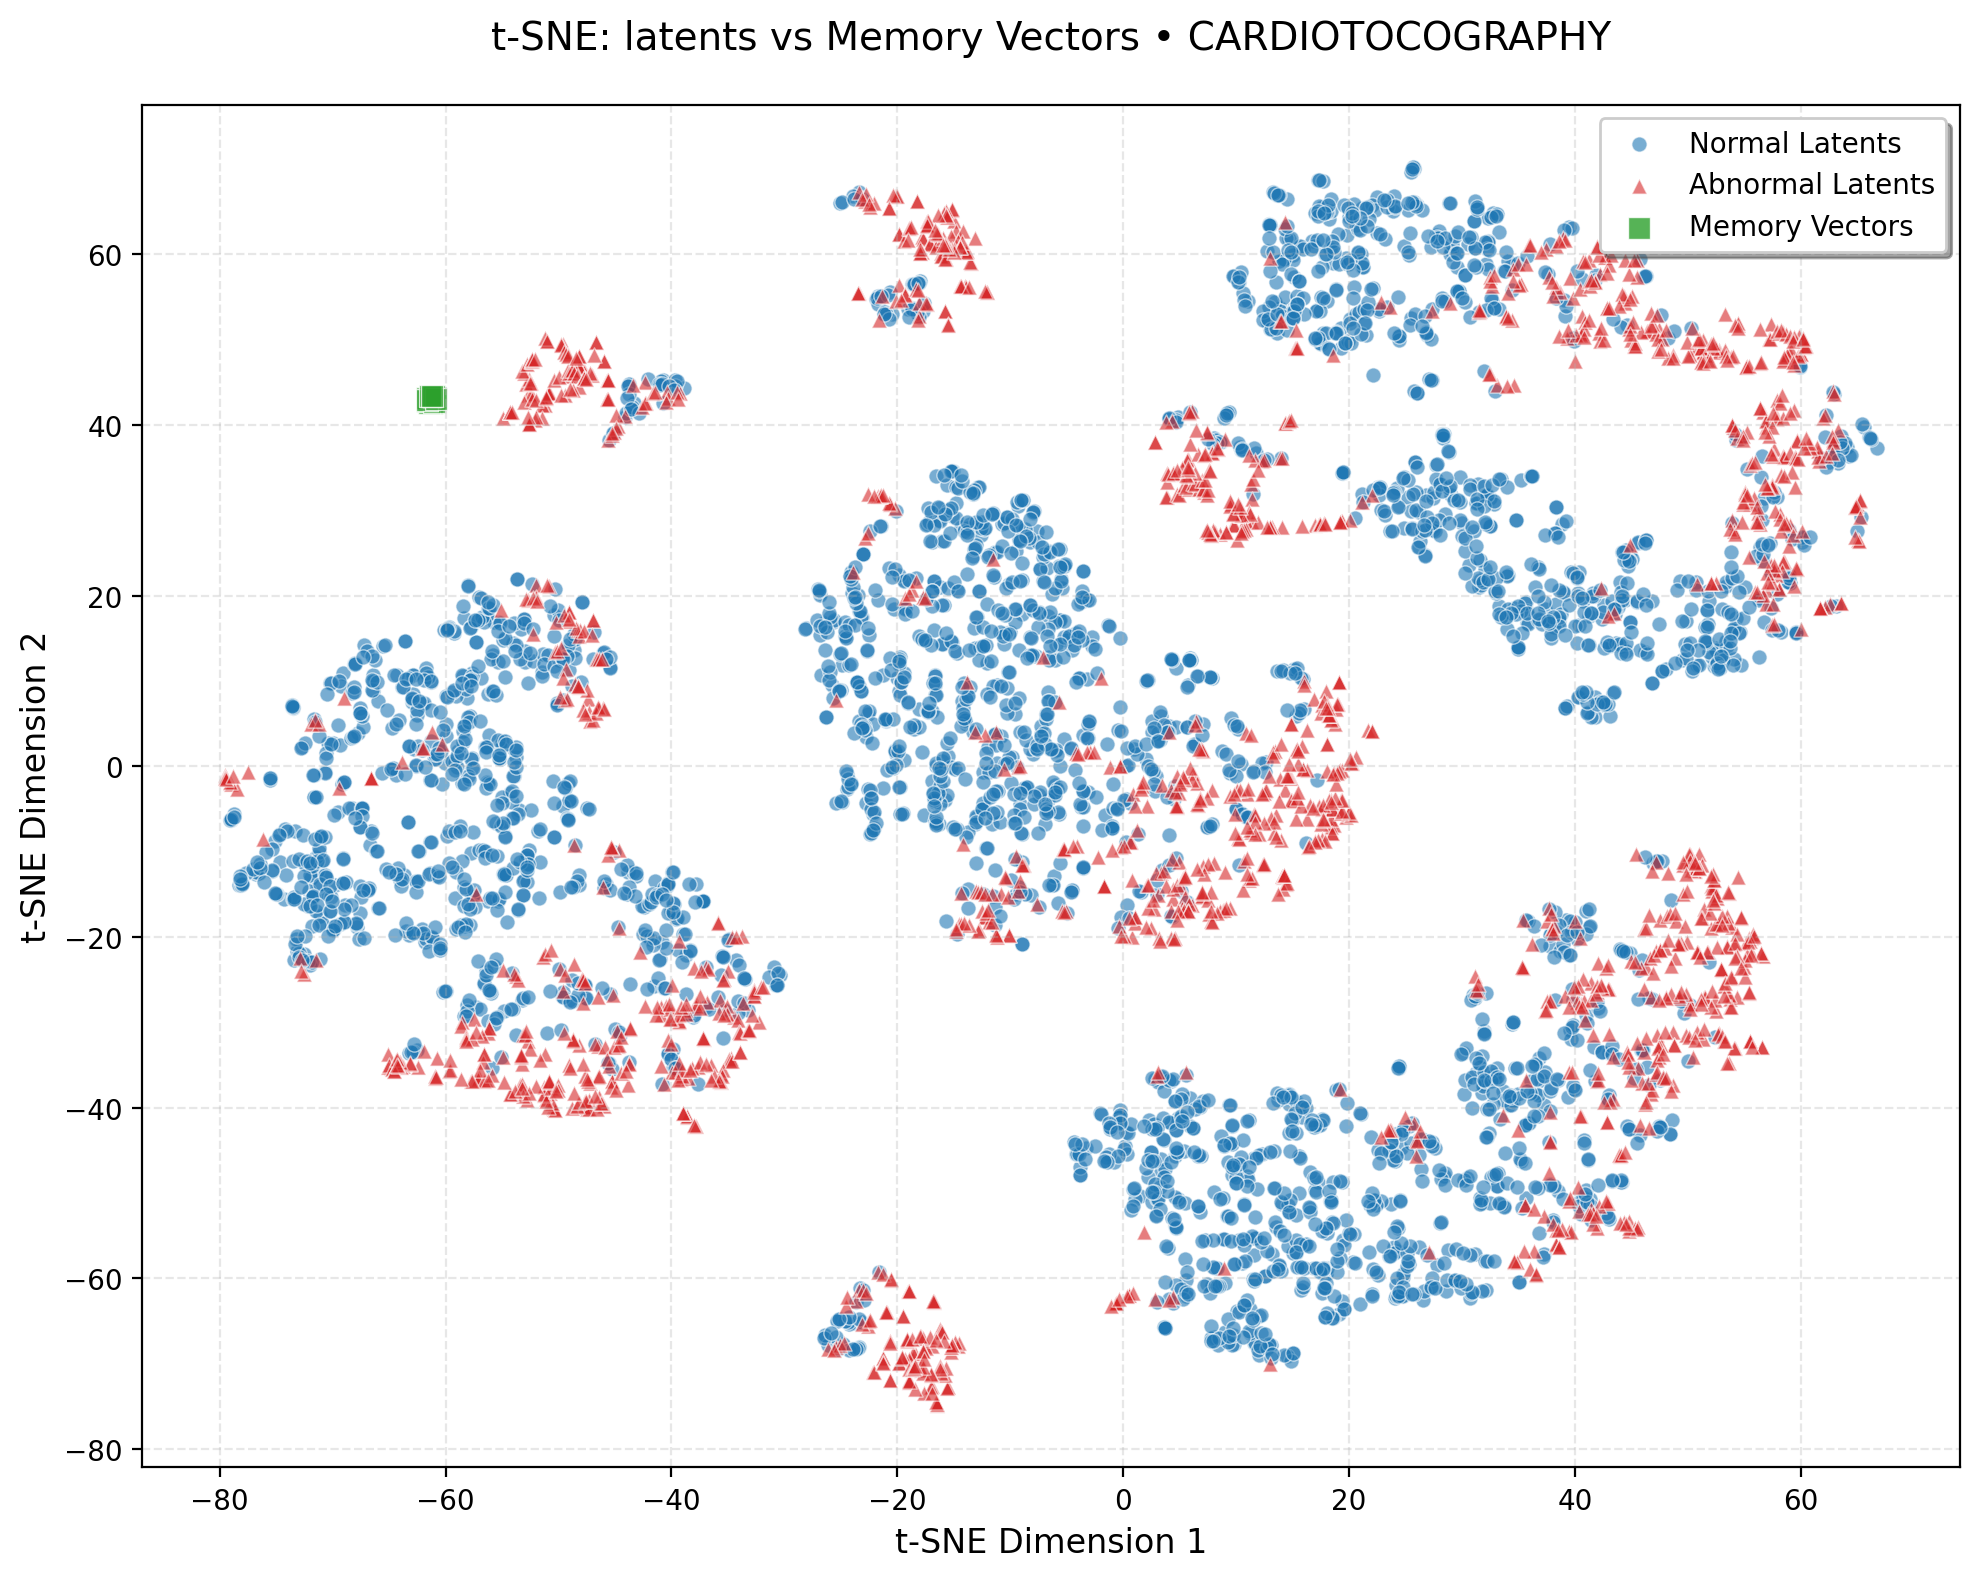 t-SNE: latents vs Memory Vectors • CARDIOTOCOGRAPHY
Normal Latents
Abnormal Latents
Memory Vectors
60
40
20
0
−20
−40
−60
−80
t-SNE Dimension 2
−80 −60 −40 −20 0 20 40 60
t-SNE Dimension 1